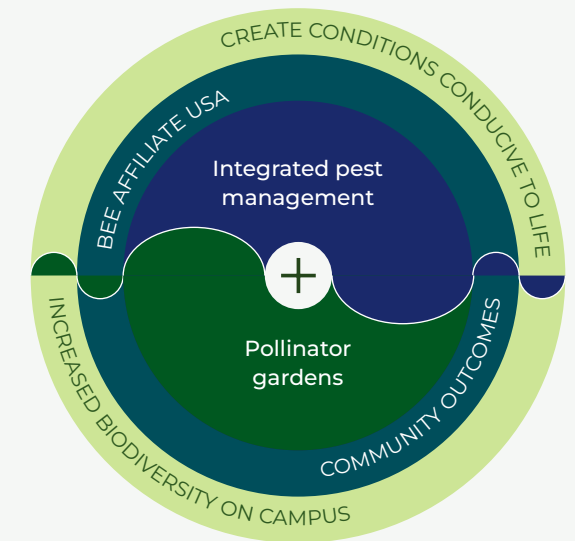 CREATE CONDITIONS CONDUCIVE TO LIFE
BEE AFFILIATE USA
Integrated pest
management
+
Pollinator
gardens
COMMUNITY OUTCOMES
INCREASED BIODIVERSITY ON CAMPUS